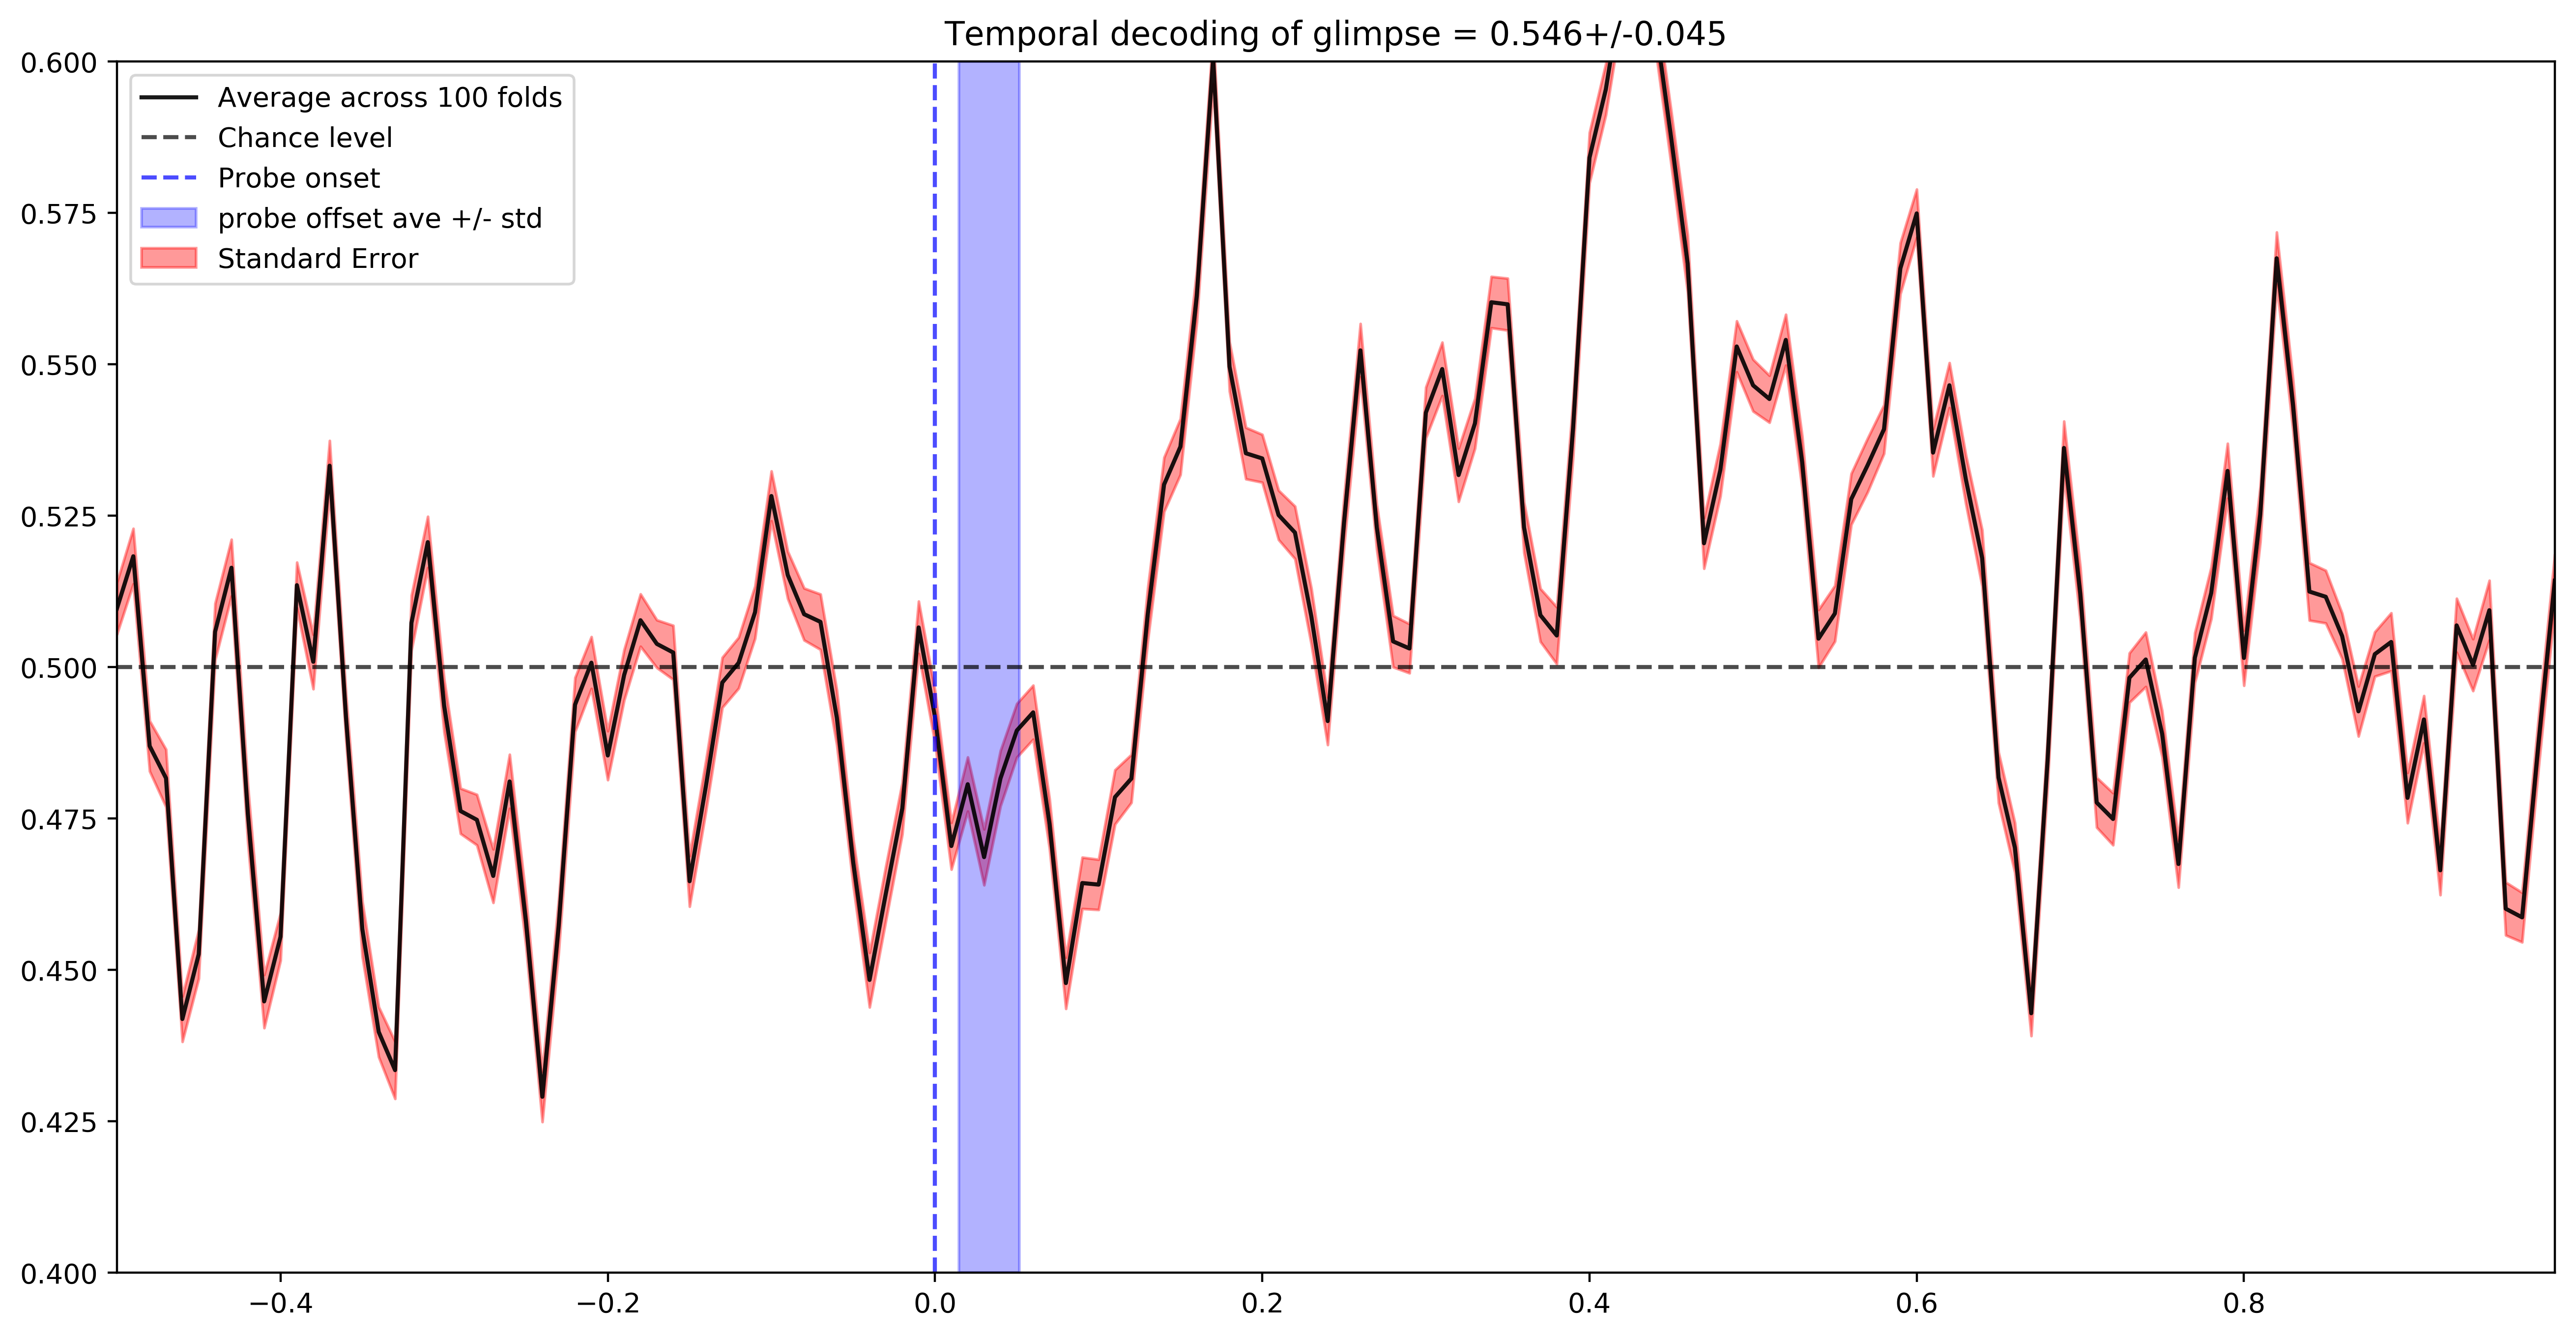 Temporal decoding of glimpse = 0.546+/-0.045
Average across 100 folds
Chance level
Probe onset
probe offset ave +/- std
Standard Error
0.600
0.575
0.550
0.525
0.500
0.475
0.450
0.425
0.400
−0.4
−0.2
0.0
0.2
0.4
0.6
0.8